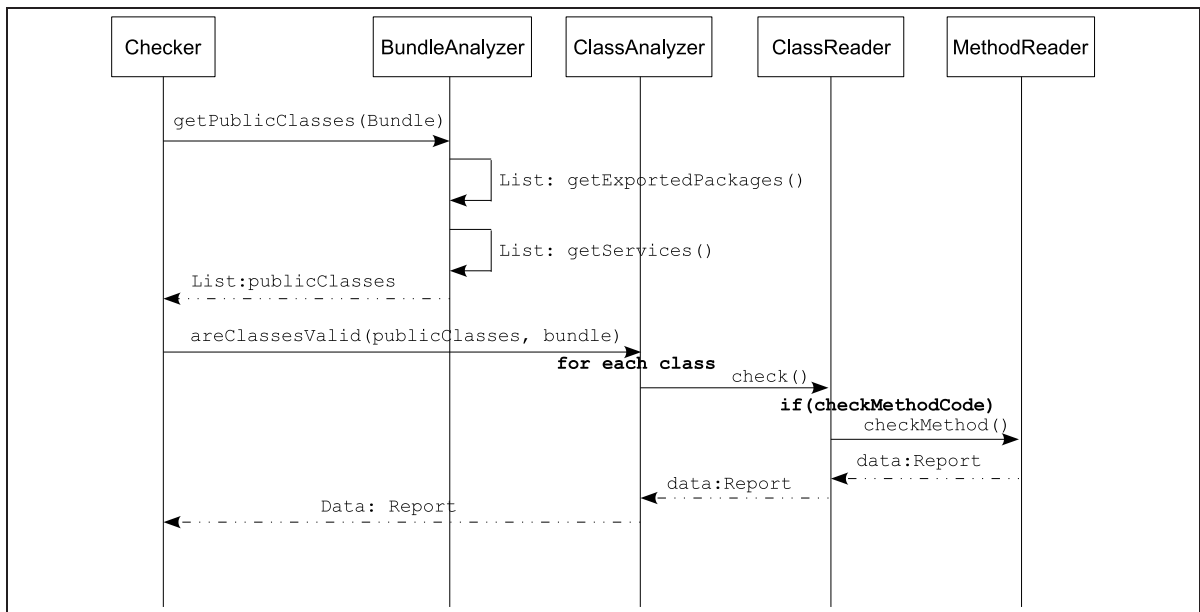 Checker
BundleAnalyzer
ClassAnalyzer
ClassReader
MethodReader
getPublicClasses(Bundle)
List: getExportedPackages()
List: getServices()
List:publicClasses
areClassesValid(publicClasses, bundle)
for each class
check()
if(checkMethodCode)
checkMethod()
data:Report
data:Report
Data: Report